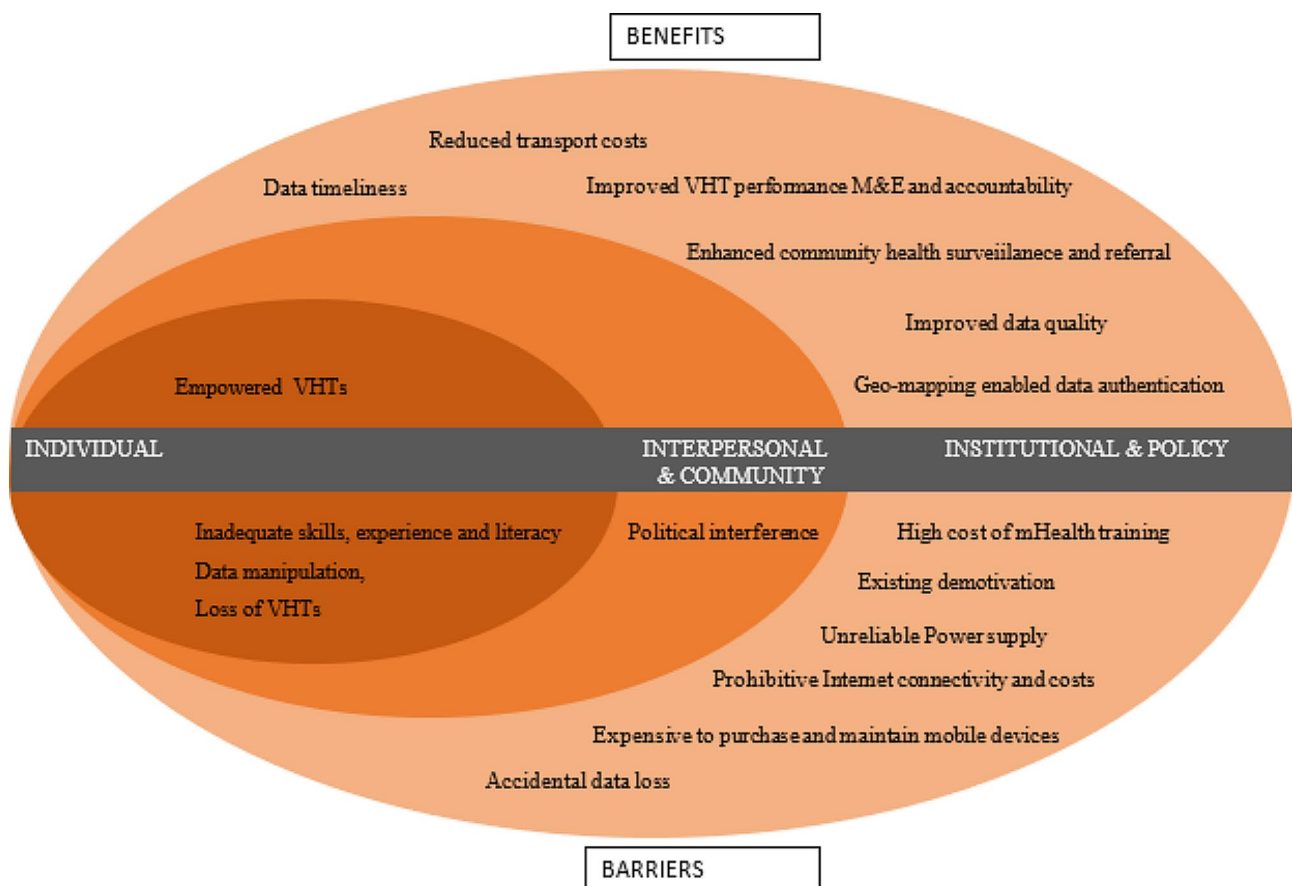 BENEFITS
Reduced transport costs
Data timeliness
Improved VHT performance M&E and accountability
Enhanced community health surveiilanece and referral
Improved data quality
Empowered VHTs
Geo-mapping enabled data authentication
INDIVIDUAL
INTERPERSONAL
& COMMUNITY
INSTITUTIONAL & POLICY
Inadequate skills, experience and literacy
Political interference
High cost of mHealth training
Data manipulation,
Existing demotivation
Loss of VHTs
Unreliable Power supply
Prohibitive Internet connectivity and costs
Expensive to purchase and maintain mobile devices
Accidental data loss
BARRIERS